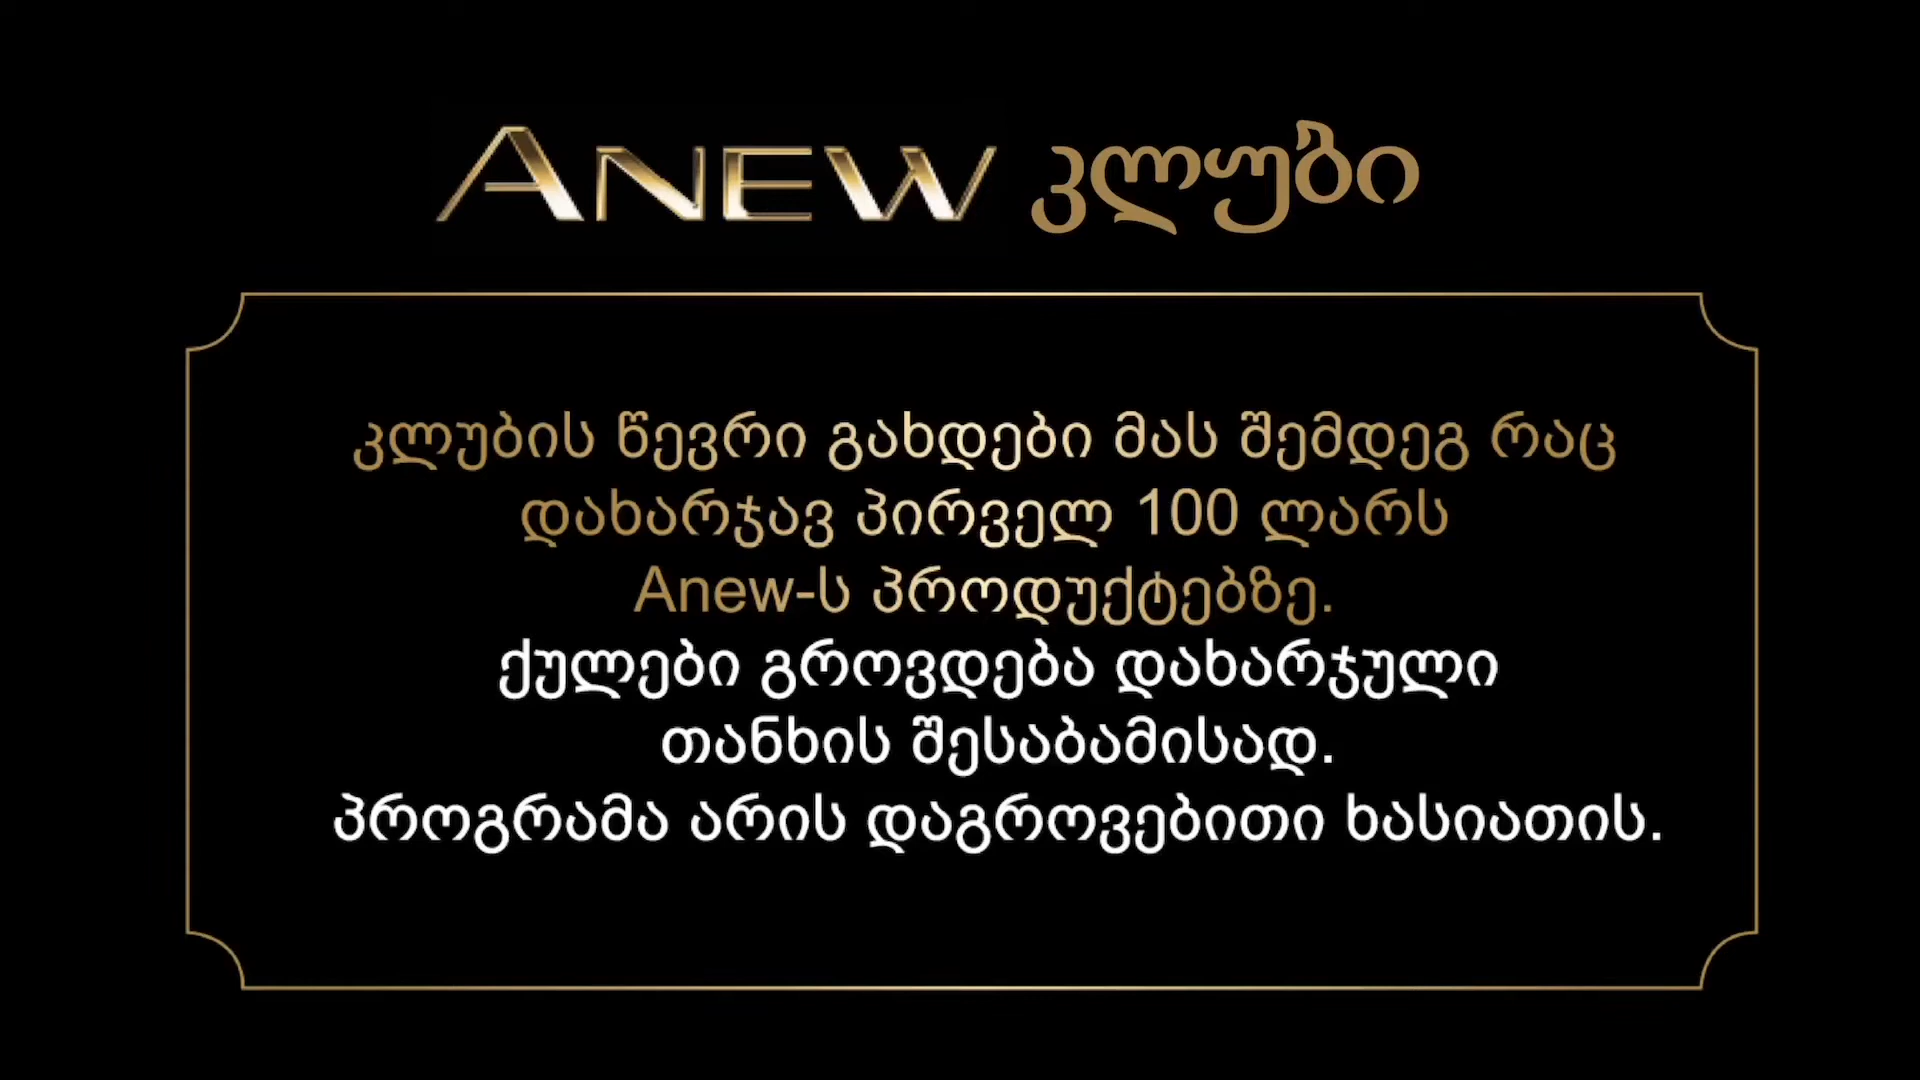 ANEW კლუბი
კლუბის წევრი გახდები მას შემდეგ რაც
დახარჯავ პირველ 100 ლარს
Anew-ს პროდუქტებზე.
ქულები გროვდება დახარჯული
თანხის შესაბამისად.
პროგრამა არის დაგროვებითი ხასიათის.